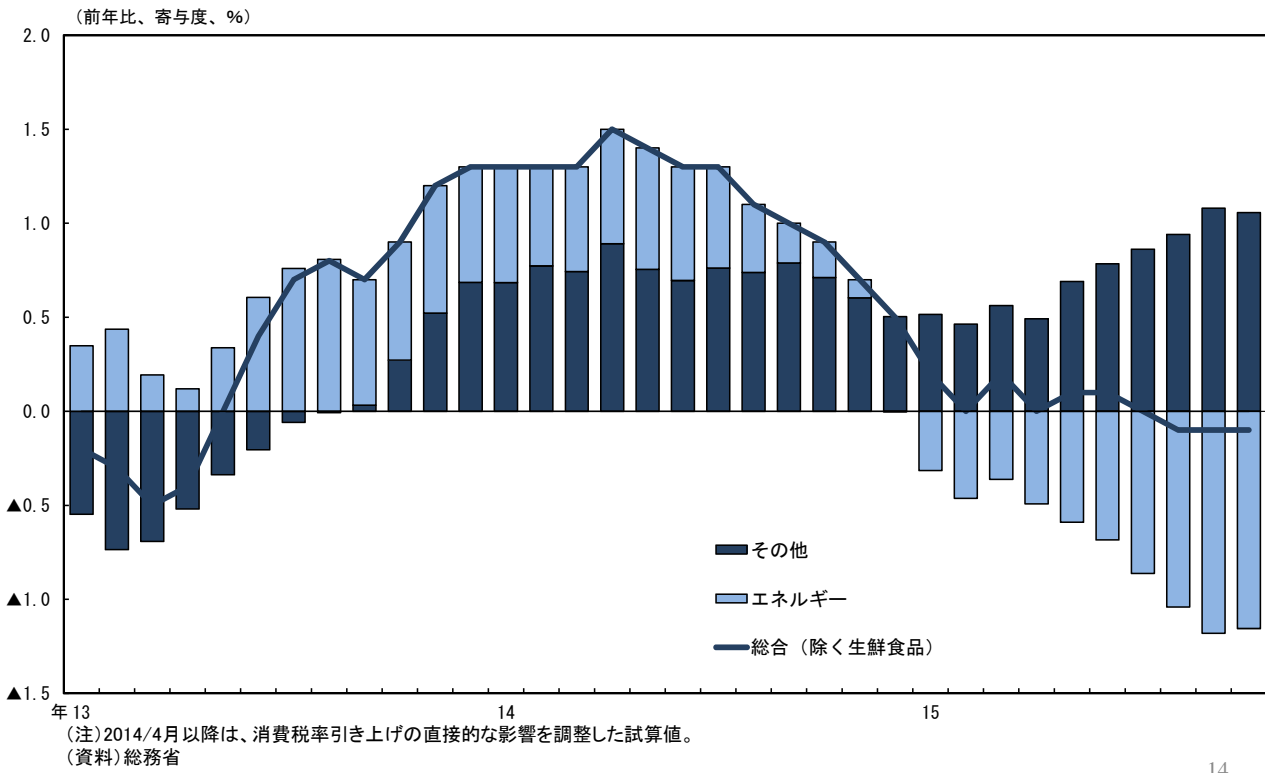 （前年比、寄与度、%）
2.0
1.5
1.0
0.5
0.0
▲0.5
▲1.0
▲1.5
その他
エネルギー
総合（除く生鮮食品）
年 13 14 15
（注）2014/4月以降は、消費税率引き上げの直接的な影響を調整した試算値。
（資料）総務省
14